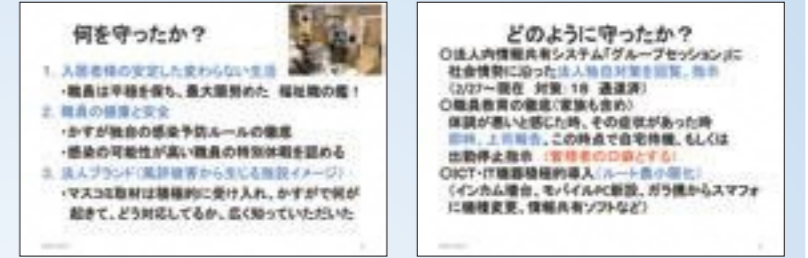 何を守ったか？
1. 入居者様の安定した変わらない生活
・職員は平穏を保ち、最大限努めた 福祉職の鑑！
2. 職員の健康と安全
・かすが独自の感染予防ルールの徹底
・感染の可能性が高い職員の特別休暇を認める
3. 法人ブランド(風評被害から生じる施設イメージ)
・マスコミ取材は積極的に受け入れ、かすがで何が
起きて、どう対応してるか、広く知っていただいた
どのように守ったか？
○法人内情報共有システム「グループセッション」に
社会情勢に沿った法人独自対策を回覧、指示
(2/27～現在 対策：18 通達済)
○職員教育の徹底(家族も含め)
体調が悪いと感じた時、その症状があった時
即時、上司報告。この時点で自宅待機、もしくは
出勤停止指示 (管理者の口癖とする)
○ICT・IT機器積極的導入(ルート最小限化)
(インカム増台、モバイルPC新設、ガラ携からスマフォ
に機種変更、情報共有ソフトなど)